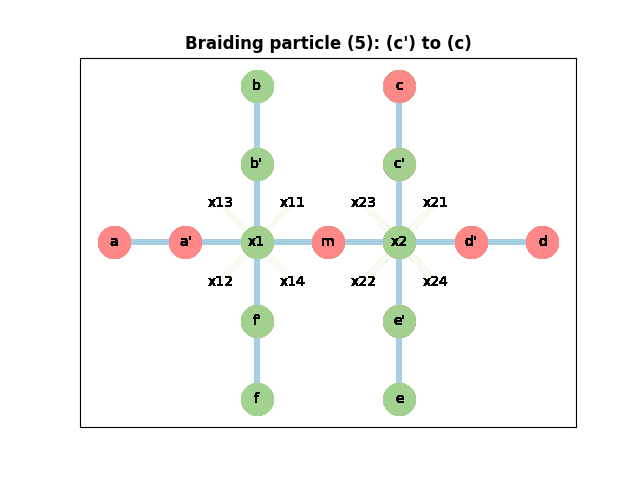 Braiding particle (5): (c') to (c)
b c
b' c'
x13 x11 x23 x21
a a' x1 m x2 d' d
x12 x14 x22 x24
f' e'
f e